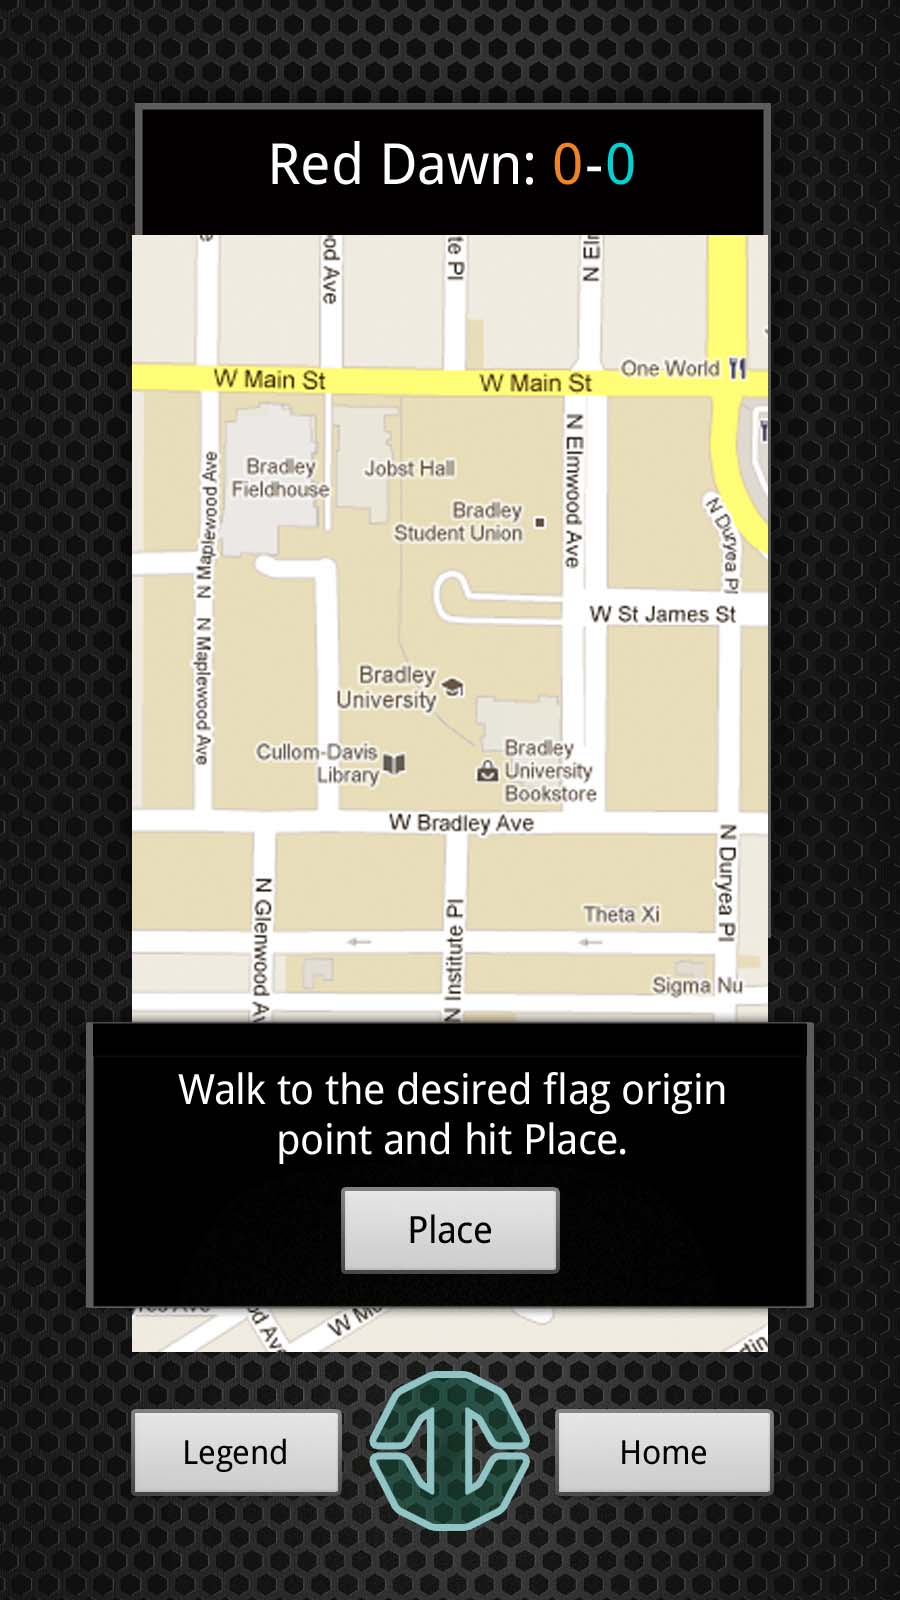 Red Dawn: 0-0
e
od Ave
te Pl
N El
W Main St
W Main St
One World
N Maplewood Ave
Bradley
Fieldhouse
Jobst Hall
Bradley
Student Union
N Elmwood Ave
N Duryea Pl
W St James St
N Maplewood Ave
Bradley
University
Cullom-Davis
Library
Bradley
University
Bookstore
W Bradley Ave
N Glenwood Av
N Institute Pl
N Duryea Pl
Theta Xi
Sigma Nu
N
Walk to the desired flag origin
point and hit Place.
Place
W Mo
Legend
Home